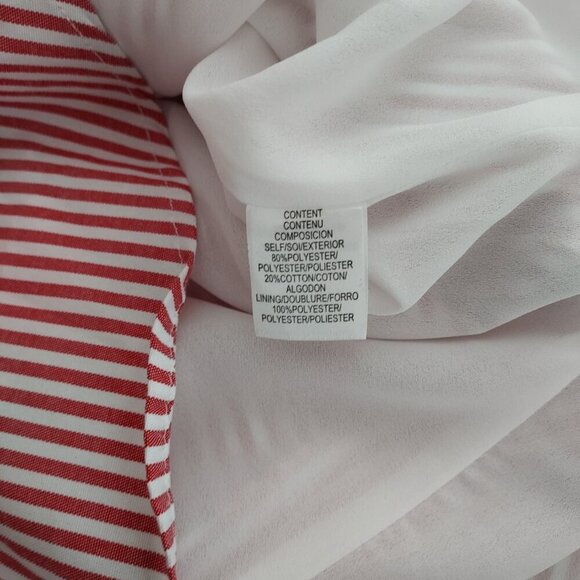 CONTENT
CONTENU
COMPOSICION
SELF/SOI/EXTERIOR
80%POLYESTER/
POLYESTER/POLIESTER
20%COTTON/COTON/
ALGODON
LINING/DOUBLURE/FORRO
100%POLYESTER/
POLYESTER/POLIESTER